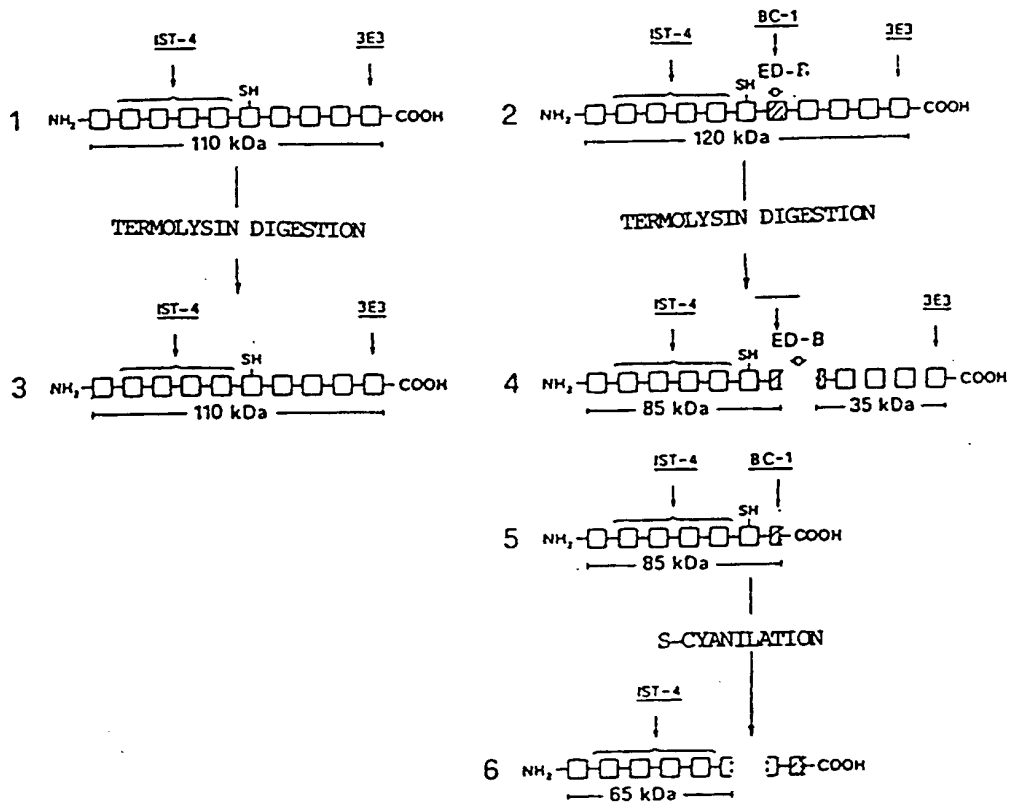 BC-1
IST-4 3E3 IST-4 3E3
ED-B
SH SH
1 NH₂ COOH 2 NH₂ COOH
110 kDa 120 kDa
TERMOLYSIN DIGESTION TERMOLYSIN DIGESTION
IST-4 3E3 IST-4 3E3
ED-B
SH SH
3 NH₂ COOH 4 NH₂ COOH
110 kDa 85 kDa 35 kDa
IST-4 BC-1
SH
5 NH₂ COOH
85 kDa
S-CYANILATION
IST-4
6 NH₂ COOH
65 kDa